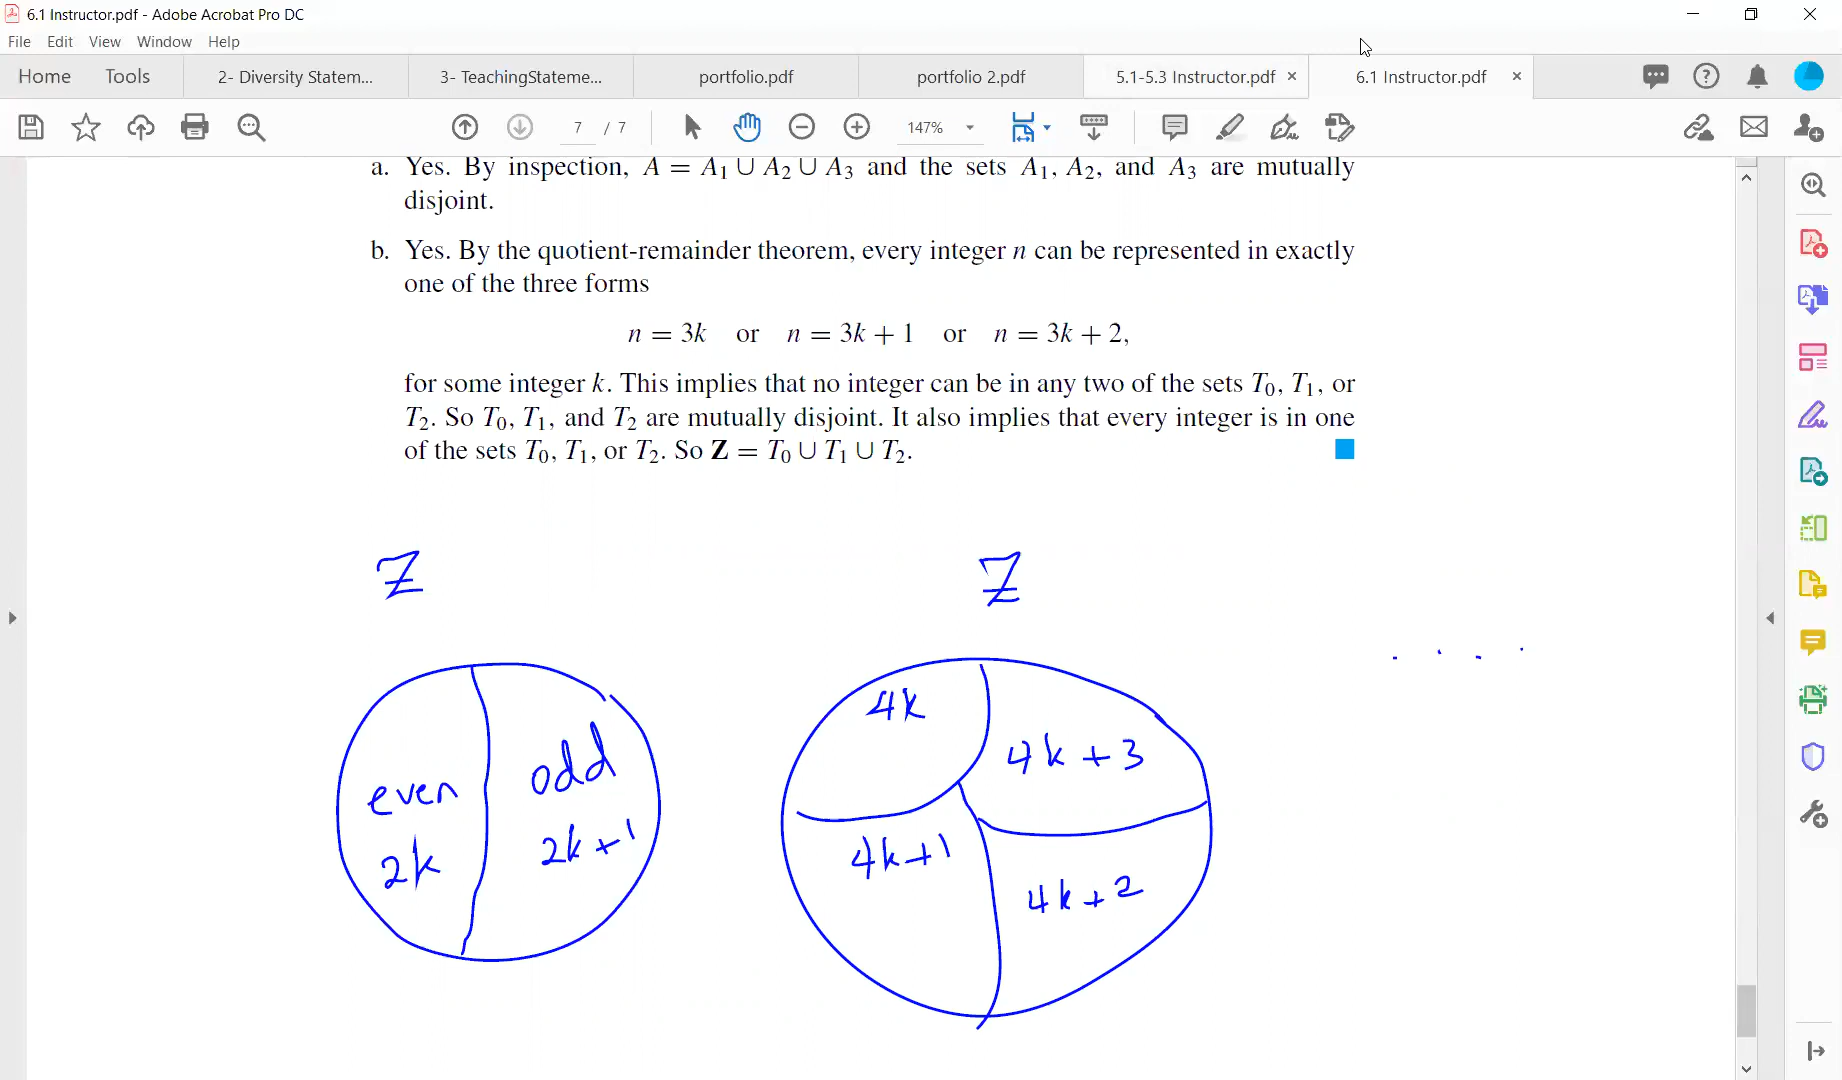 6.1 Instructor.pdf - Adobe Acrobat Pro DC
File Edit View Window Help
Home Tools 2- Diversity Statem... 3- TeachingStateme... portfolio.pdf portfolio 2.pdf 5.1-5.3 Instructor.pdf × 6.1 Instructor.pdf ×
7 / 7 147%
a. Yes. By inspection, A = A₁ ∪ A₂ ∪ A₃ and the sets A₁, A₂, and A₃ are mutually
disjoint.
b. Yes. By the quotient-remainder theorem, every integer n can be represented in exactly
one of the three forms
n = 3k or n = 3k + 1 or n = 3k + 2,
for some integer k. This implies that no integer can be in any two of the sets T₀, T₁, or
T₂. So T₀, T₁, and T₂ are mutually disjoint. It also implies that every integer is in one
of the sets T₀, T₁, or T₂. So Z = T₀ ∪ T₁ ∪ T₂.
ℤ ℤ
. . . .
even
2k
odd
2k+1
4k
4k+3
4k+1
4k+2